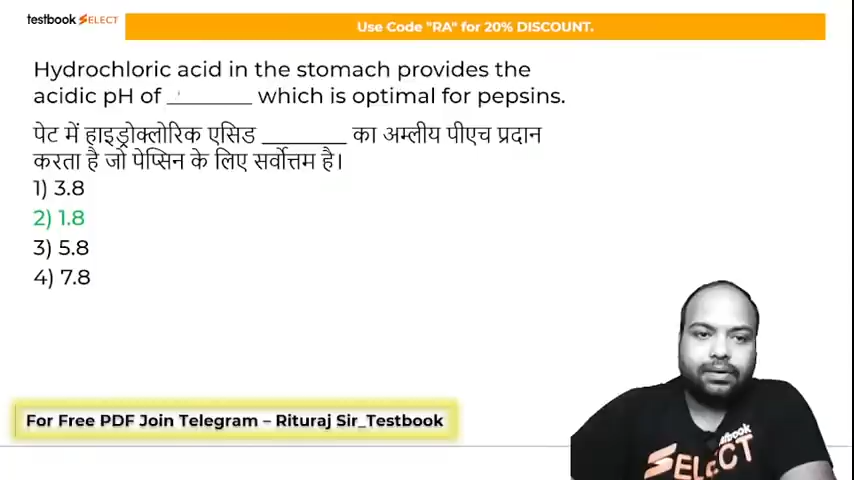 testbook SELECT
Use Code "RA" for 20% DISCOUNT.
Hydrochloric acid in the stomach provides the
acidic pH of ________ which is optimal for pepsins.
पेट में हाइड्रोक्लोरिक एसिड ________ का अम्लीय पीएच प्रदान
करता है जो पेप्सिन के लिए सर्वोत्तम है।
1) 3.8
2) 1.8
3) 5.8
4) 7.8
For Free PDF Join Telegram – Rituraj Sir_Testbook
SELECT